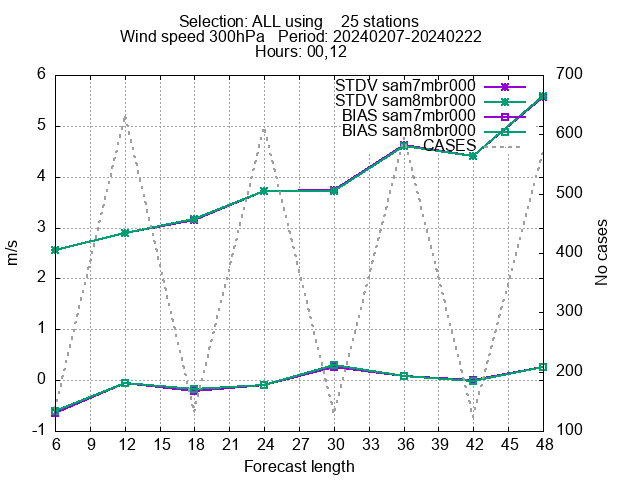 Selection: ALL using    25 stations
Wind speed 300hPa   Period: 20240207-20240222
Hours: 00,12
STDV sam7mbr000
STDV sam8mbr000
BIAS sam7mbr000
BIAS sam8mbr000
CASES
6
5
4
3
2
1
0
-1
m/s
700
600
500
400
300
200
100
No cases
6 9 12 15 18 21 24 27 30 33 36 39 42 45 48
Forecast length